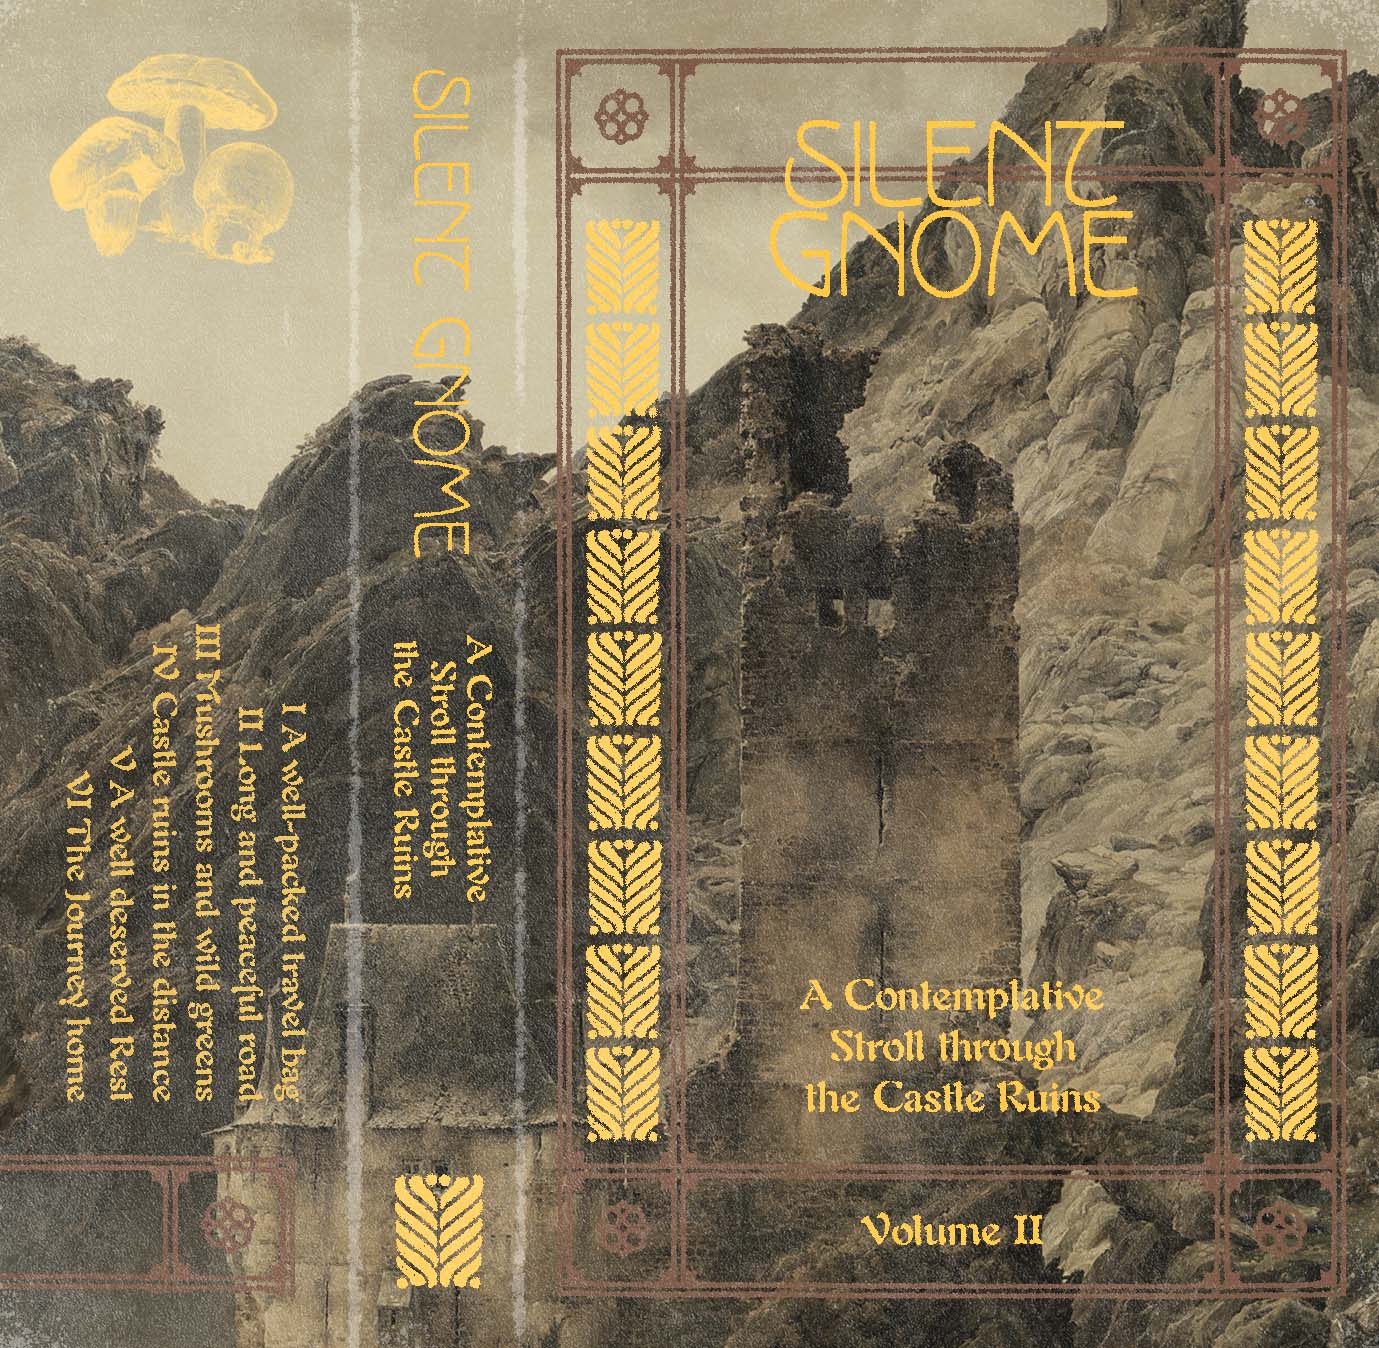 SILENT GNOME
A Contemplative
Stroll through
the Castle Ruins
I A well-packed travel bag
II Long and peaceful road
III Mushrooms and wild greens
IV Castle ruins in the distance
V A well deserved Rest
VI The Journey home
SILENT
GNOME
A Contemplative
Stroll through
the Castle Ruins
Volume II